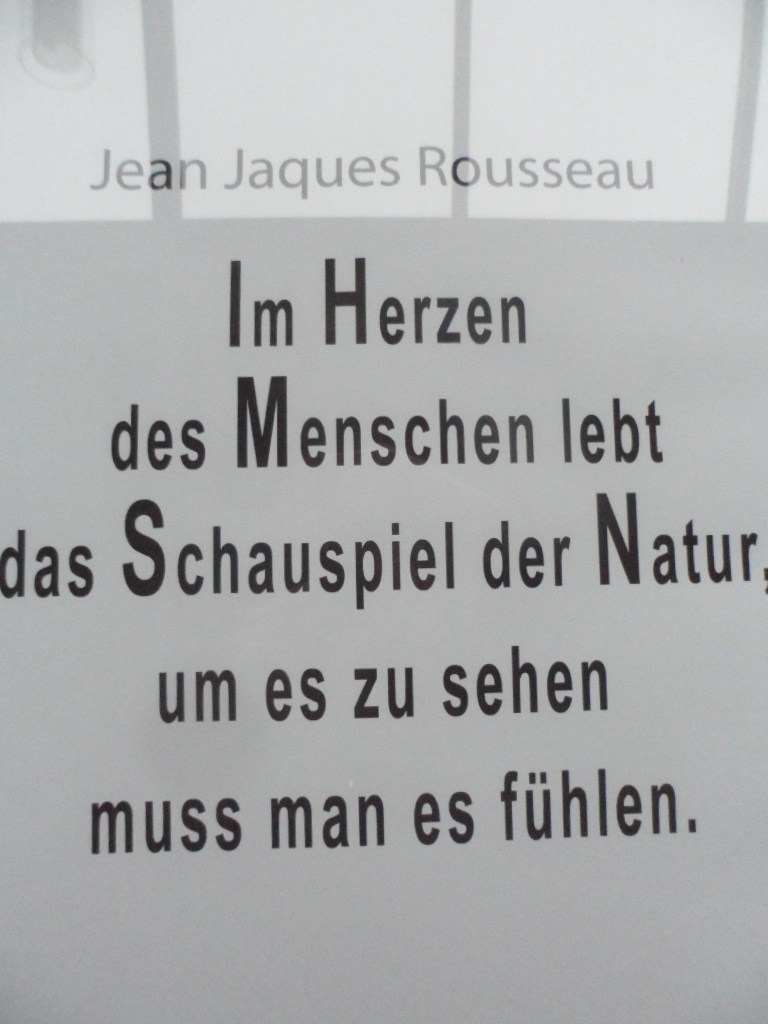 Jean Jaques Rousseau
Im Herzen
des Menschen lebt
das Schauspiel der Natur,
um es zu sehen
muss man es fühlen.